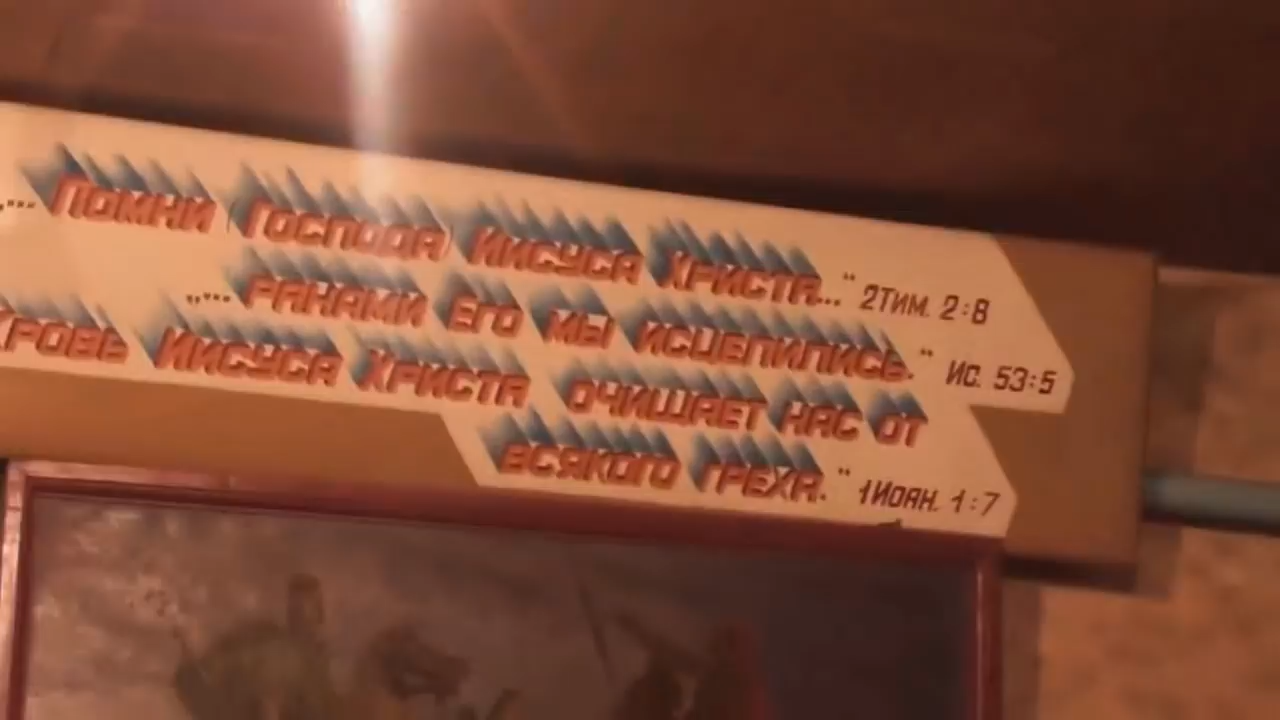 „... Помни (Господа) Иисуса Христа...“ 2Тим. 2:8
„... ранами Его мы исцелились.“ Ис. 53:5
Кровь Иисуса Христа очищает нас от
всякого греха.“ 1Иоан. 1:7